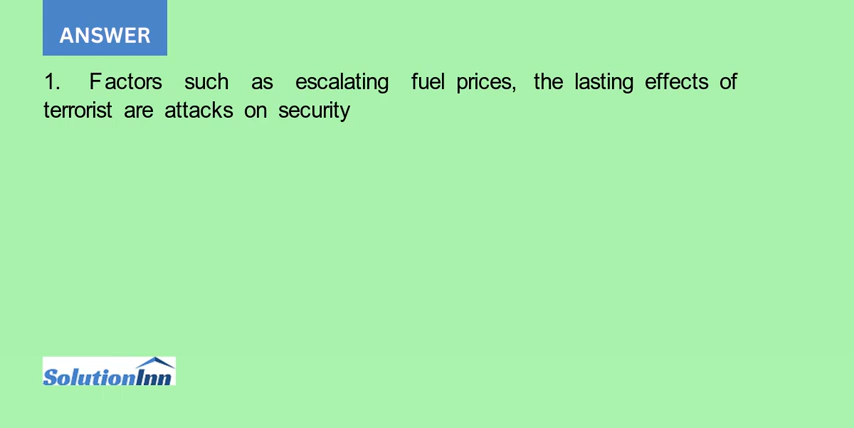 ANSWER
1. Factors such as escalating fuel prices, the lasting effects of
terrorist are attacks on security
SolutionInn